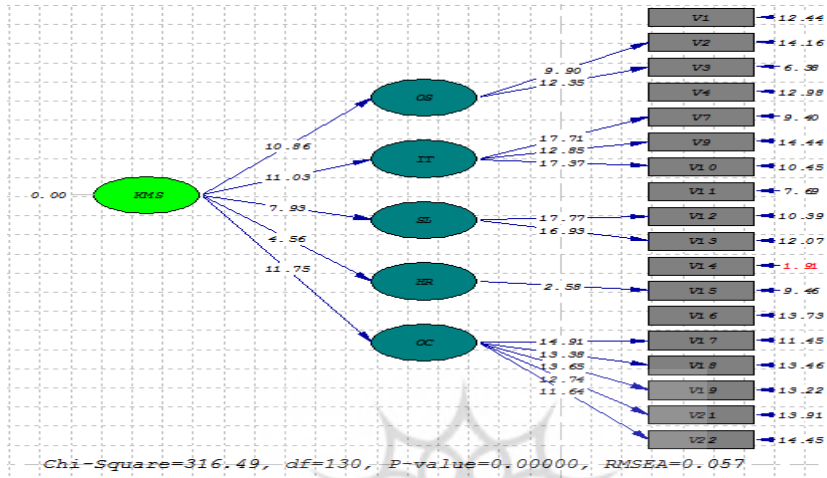 V1 12.44
V2 14.16
9.90
V3 6.38
12.35
OS
V4 12.98
V7 9.40
17.71
10.86
V9 14.44
12.85
IT
17.37
V10 10.45
11.03
V11 7.69
0.00 KMS
7.93
V12 10.39
17.77
SL
16.93
V13 12.07
4.56
V14 1.91
11.75
HR
2.58
V15 9.46
V16 13.73
14.91
V17 11.45
OC
13.38
V18 13.46
13.65
12.74
V19 13.22
11.64
V21 13.91
V22 14.45
Chi-Square=316.49, df=130, P-value=0.00000, RMSEA=0.057